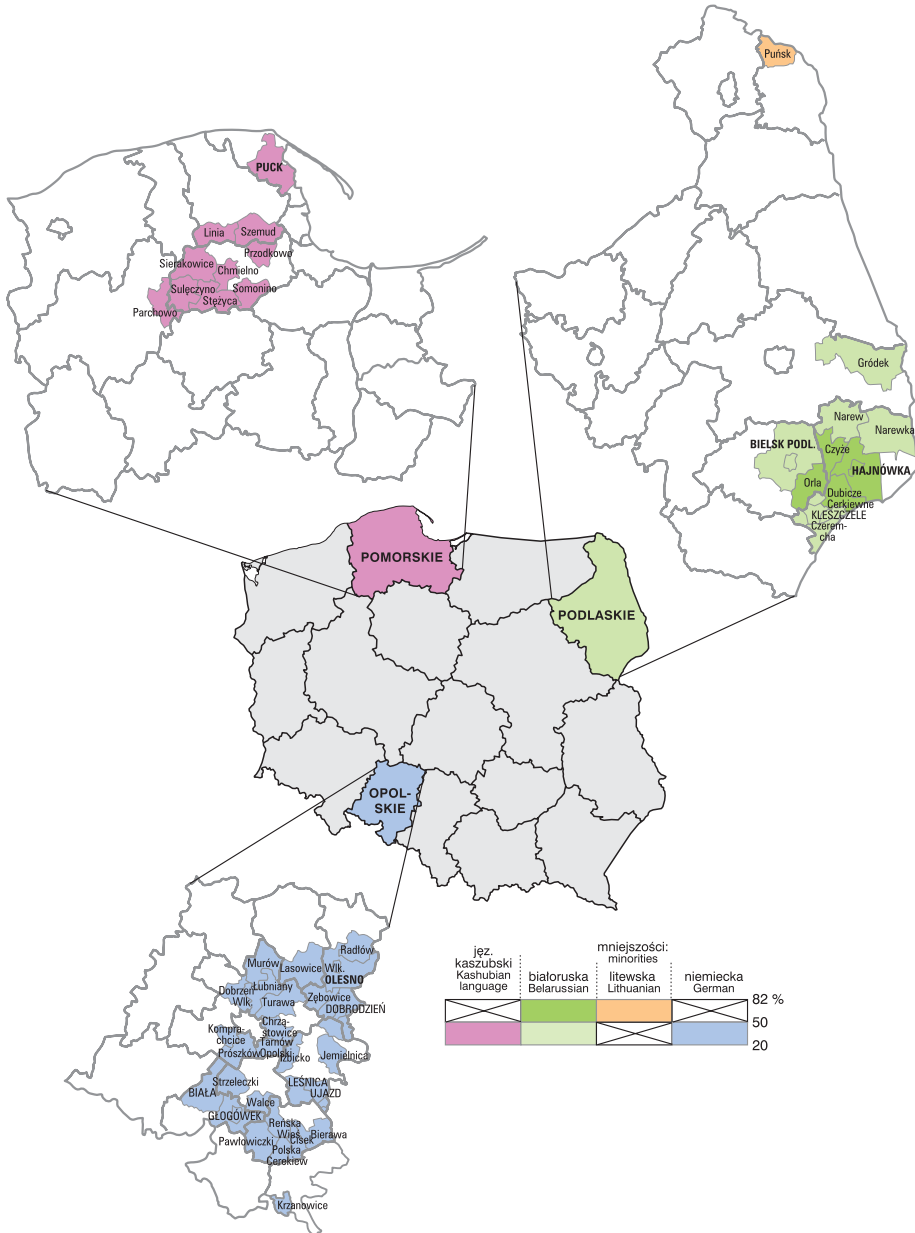 Puńsk
PUCK
Linia
Szemud
Przodkowo
Sierakowice
Chmielno
Sulęczyno
Somonino
Stężyca
Parchowo
Gródek
Narew
Narewka
BIELSK PODL.
Czyże
HAJNÓWKA
Orla
Dubicze
Cerkiewne
KLESZCZELE
Czerem-
cha
POMORSKIE
PODLASKIE
OPOL-
SKIE
Radłów
Murów
Lasowice
Wlk.
OLESNO
Łubniany
Dobrzeń
Wlk.
Turawa
Zębowice
DOBRODZIEŃ
Chrzą-
stowice
Kompra-
chcice
Tarnów
Opolski
Prószków
Izbicko
Jemielnica
Strzeleczki
BIAŁA
LEŚNICA
UJAZD
Walce
GŁOGÓWEK
Reńska
Wieś
Cisek
Bierawa
Pawłowiczki
Polska
Cerekiew
Krzanowice
jęz.
kaszubski
Kashubian
language
mniejszości:
minorities
białoruska
Belarussian
litewska
Lithuanian
niemiecka
German
82 %
50
20